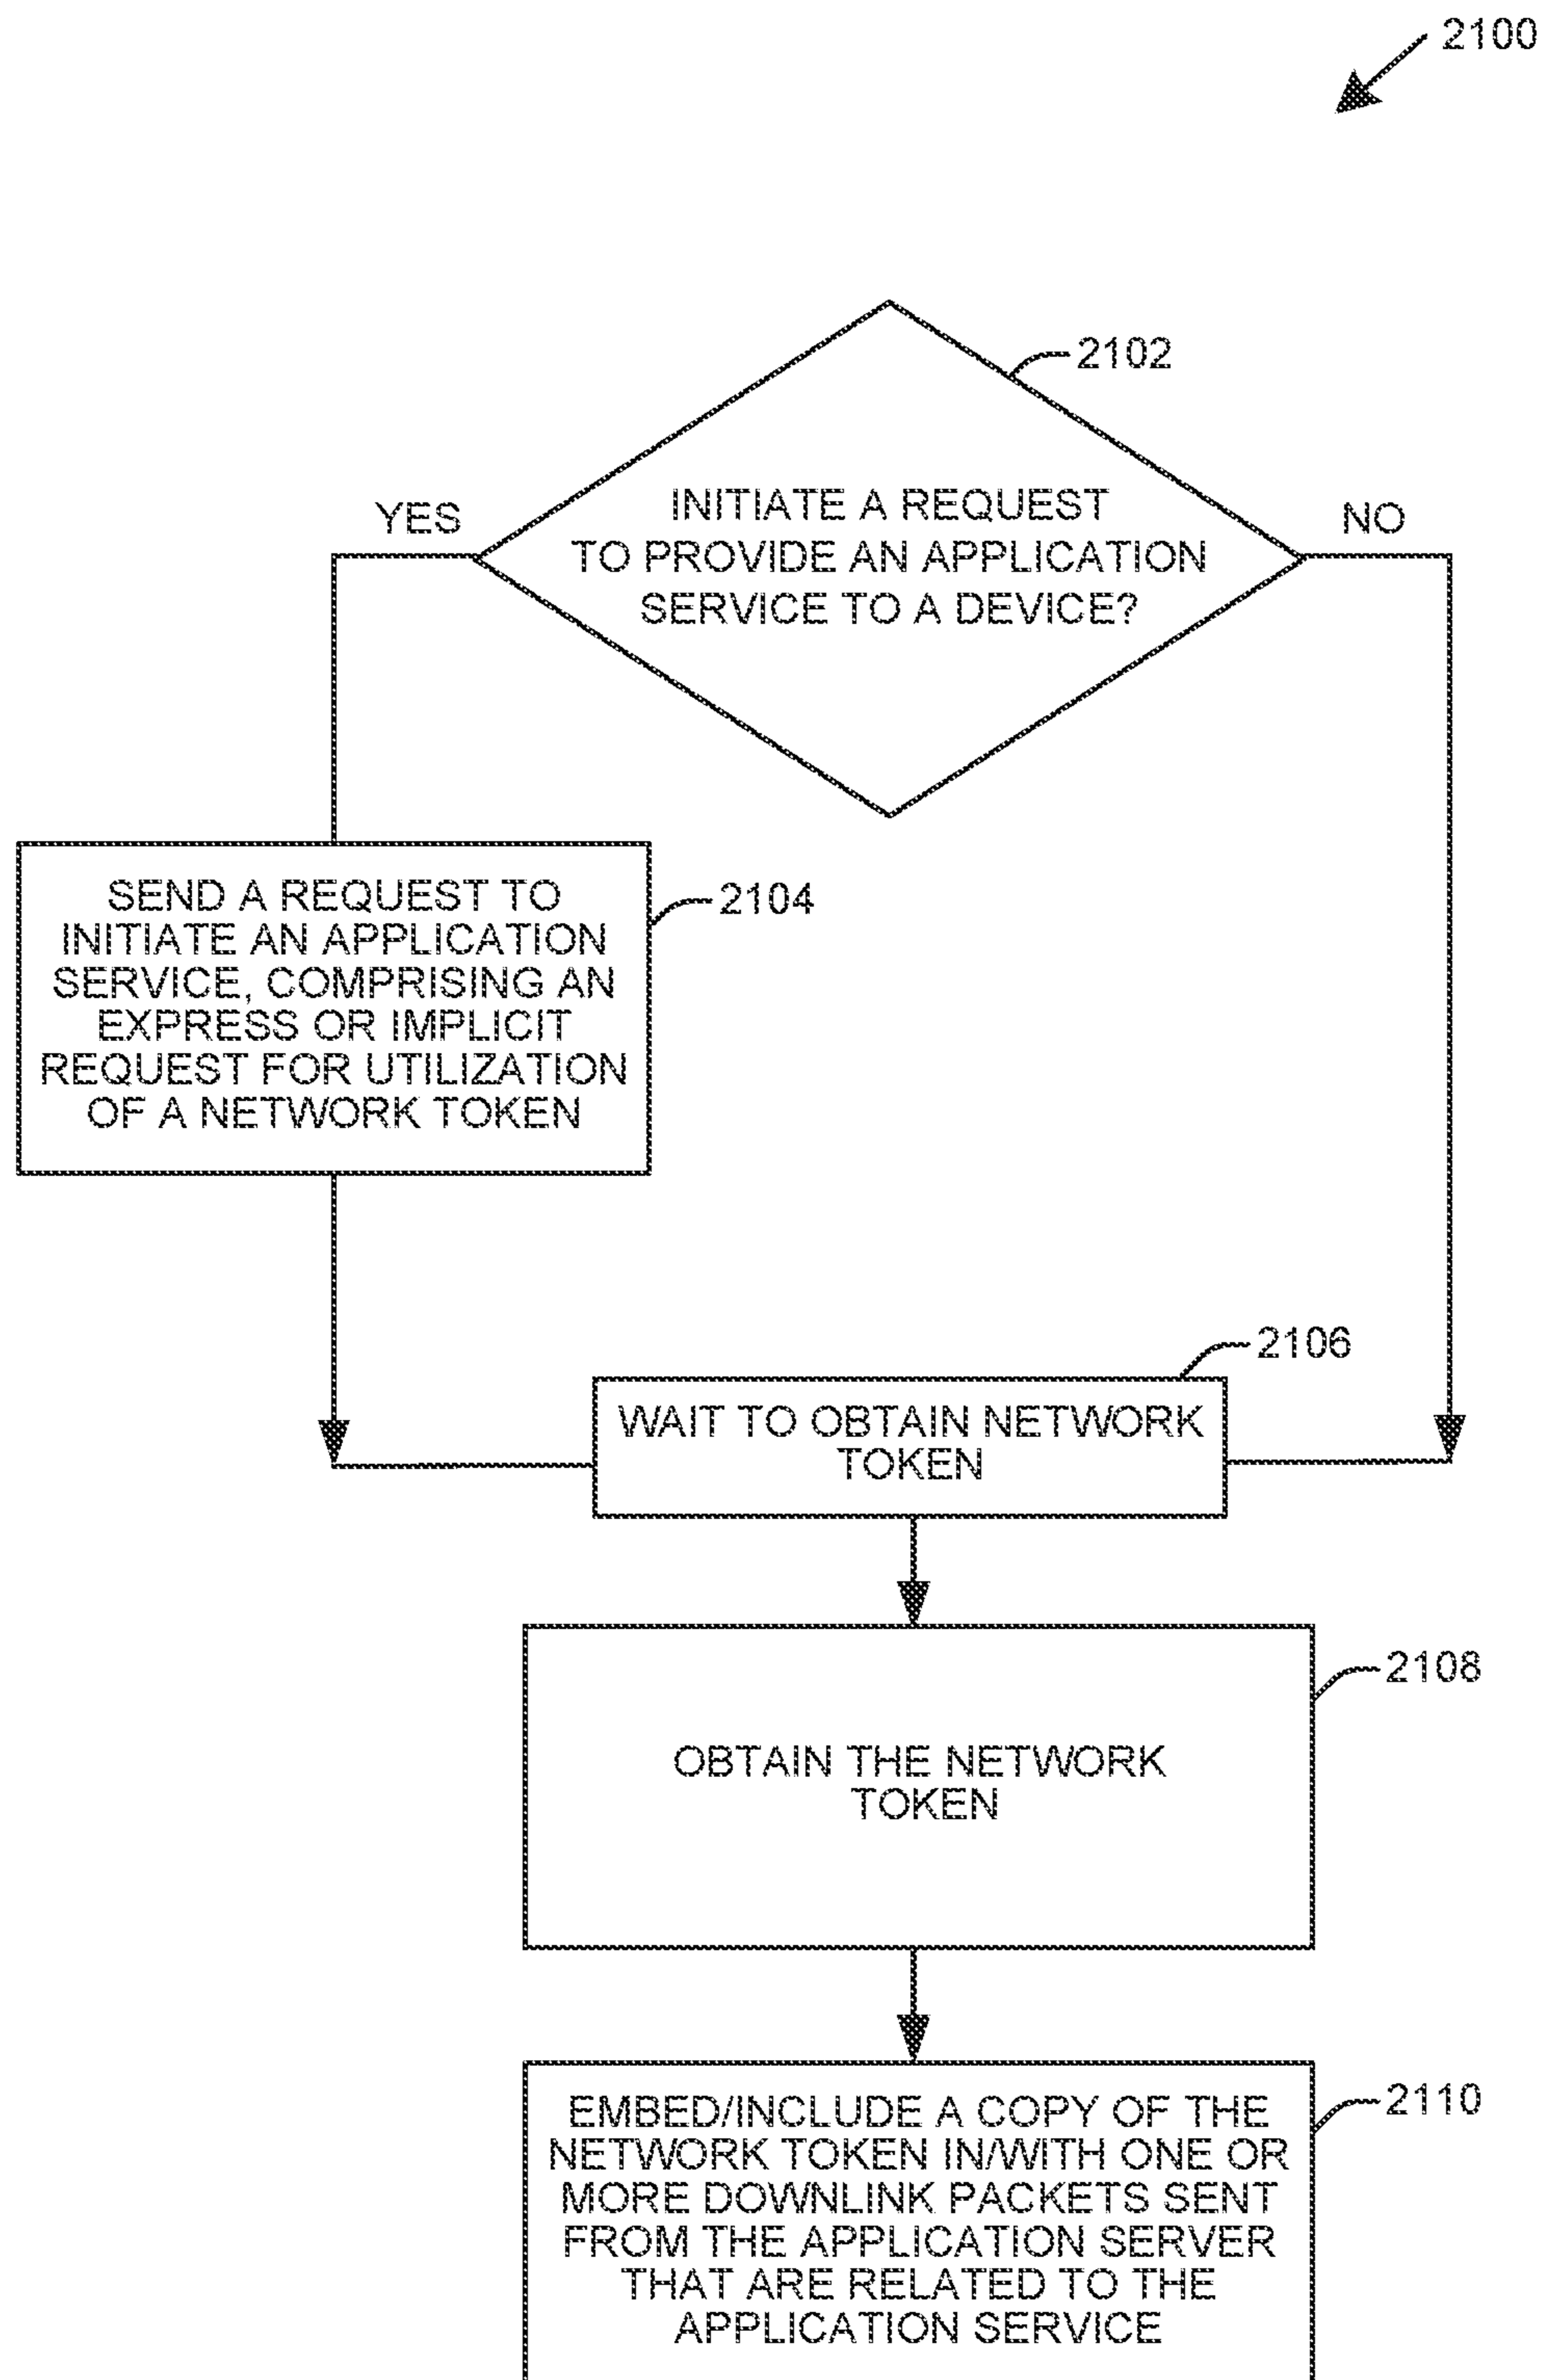 2100
2102
YES
INITIATE A REQUEST
TO PROVIDE AN APPLICATION
SERVICE TO A DEVICE?
NO
SEND A REQUEST TO
INITIATE AN APPLICATION
SERVICE, COMPRISING AN
EXPRESS OR IMPLICIT
REQUEST FOR UTILIZATION
OF A NETWORK TOKEN
2104
2106
WAIT TO OBTAIN NETWORK
TOKEN
2108
OBTAIN THE NETWORK
TOKEN
2110
EMBED/INCLUDE A COPY OF THE
NETWORK TOKEN IN/WITH ONE OR
MORE DOWNLINK PACKETS SENT
FROM THE APPLICATION SERVER
THAT ARE RELATED TO THE
APPLICATION SERVICE